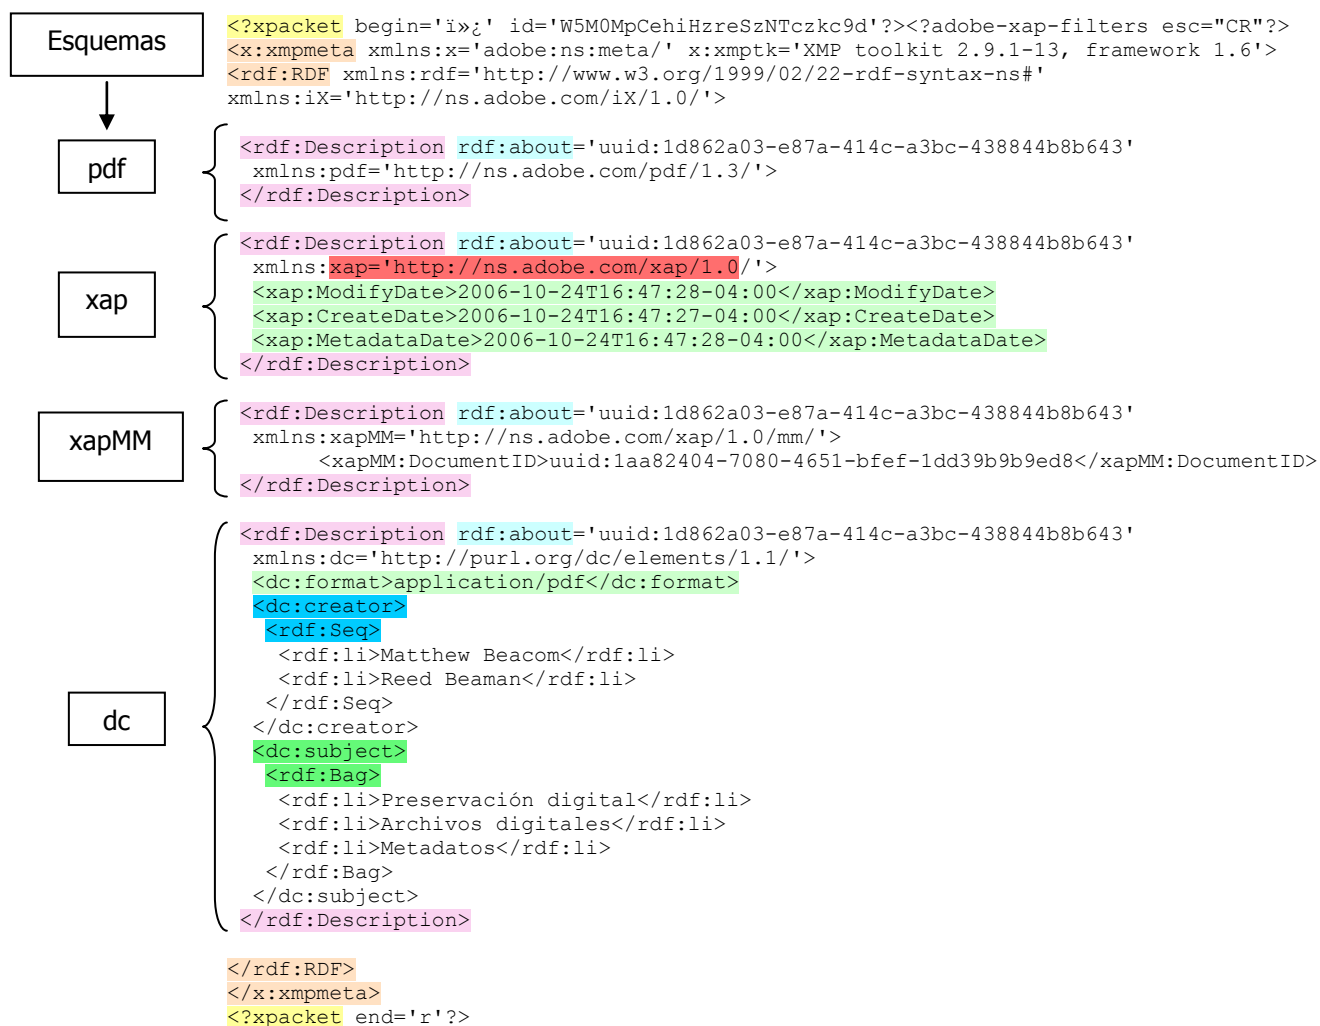 Esquemas
<?xpacket begin='ï»¿' id='W5M0MpCehiHzreSzNTczkc9d'?><?adobe-xap-filters esc="CR"?>
<x:xmpmeta xmlns:x='adobe:ns:meta/' x:xmptk='XMP toolkit 2.9.1-13, framework 1.6'>
<rdf:RDF xmlns:rdf='http://www.w3.org/1999/02/22-rdf-syntax-ns#'
xmlns:iX='http://ns.adobe.com/iX/1.0/'>
pdf
<rdf:Description rdf:about='uuid:1d862a03-e87a-414c-a3bc-438844b8b643'
xmlns:pdf='http://ns.adobe.com/pdf/1.3/'>
</rdf:Description>
xap
<rdf:Description rdf:about='uuid:1d862a03-e87a-414c-a3bc-438844b8b643'
xmlns:xap='http://ns.adobe.com/xap/1.0/'>
<xap:ModifyDate>2006-10-24T16:47:28-04:00</xap:ModifyDate>
<xap:CreateDate>2006-10-24T16:47:27-04:00</xap:CreateDate>
<xap:MetadataDate>2006-10-24T16:47:28-04:00</xap:MetadataDate>
</rdf:Description>
xapMM
<rdf:Description rdf:about='uuid:1d862a03-e87a-414c-a3bc-438844b8b643'
xmlns:xapMM='http://ns.adobe.com/xap/1.0/mm/'>
<xapMM:DocumentID>uuid:1aa82404-7080-4651-bfef-1dd39b9b9ed8</xapMM:DocumentID>
</rdf:Description>
dc
<rdf:Description rdf:about='uuid:1d862a03-e87a-414c-a3bc-438844b8b643'
xmlns:dc='http://purl.org/dc/elements/1.1/'>
<dc:format>application/pdf</dc:format>
<dc:creator>
<rdf:Seq>
<rdf:li>Matthew Beacom</rdf:li>
<rdf:li>Reed Beaman</rdf:li>
</rdf:Seq>
</dc:creator>
<dc:subject>
<rdf:Bag>
<rdf:li>Preservación digital</rdf:li>
<rdf:li>Archivos digitales</rdf:li>
<rdf:li>Metadatos</rdf:li>
</rdf:Bag>
</dc:subject>
</rdf:Description>
</rdf:RDF>
</x:xmpmeta>
<?xpacket end='r'?>